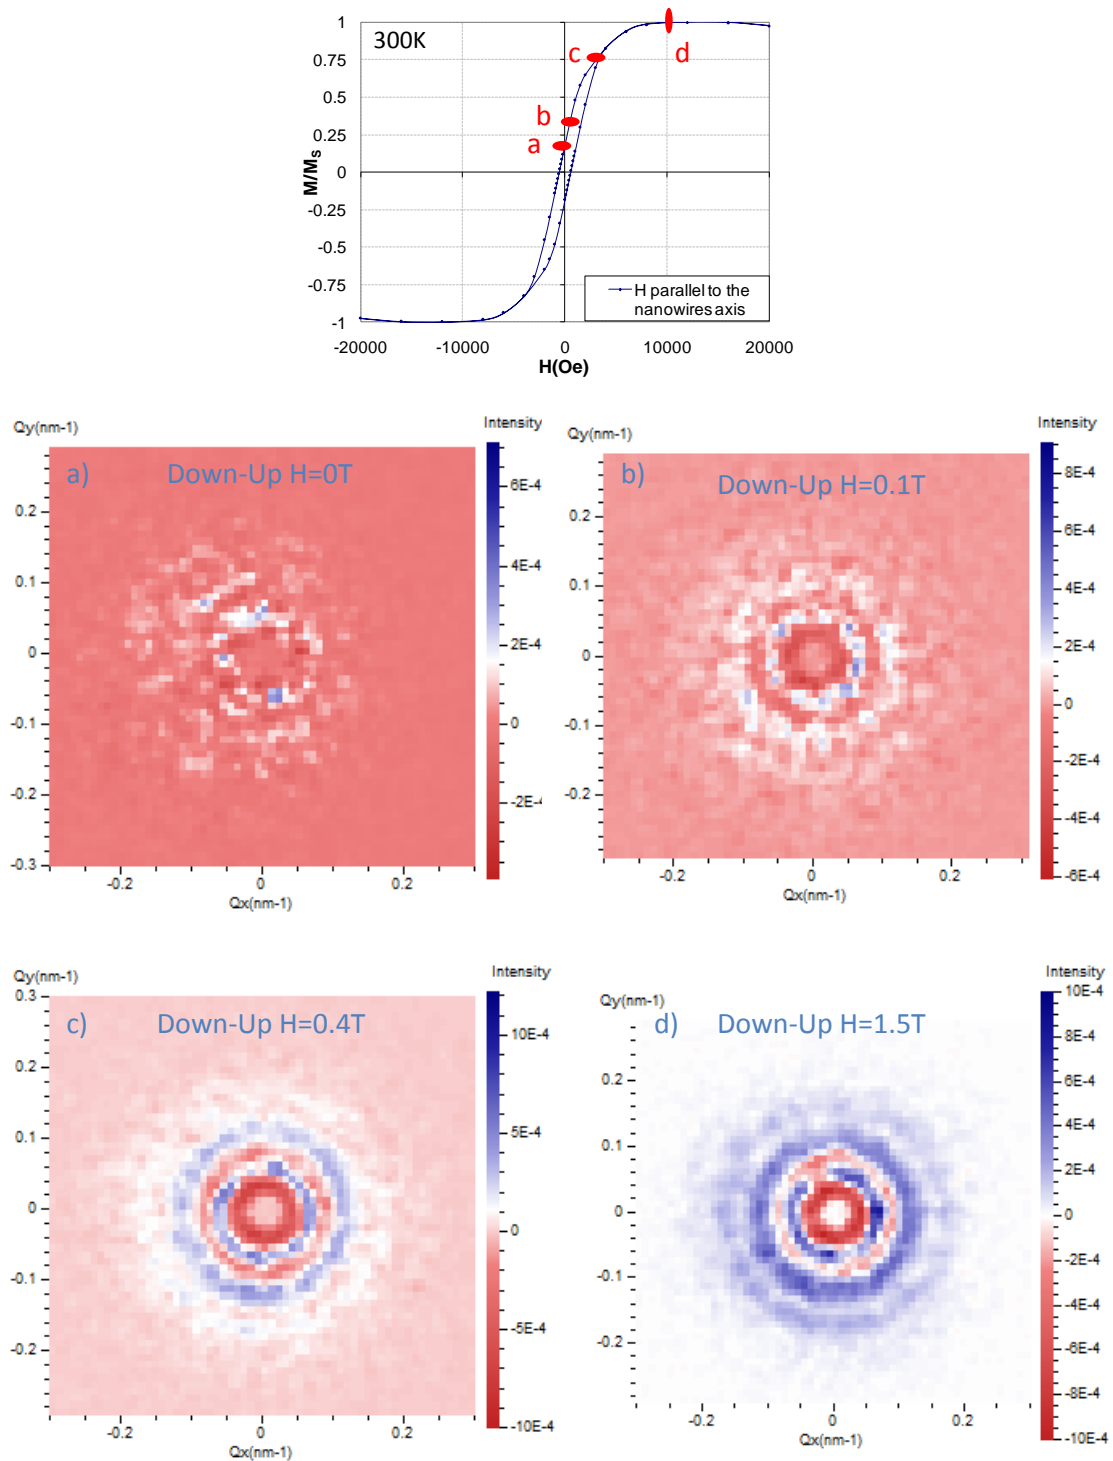 300K
1
0.75
0.5
0.25
0
-0.25
-0.5
-0.75
-1
M/MS
a
b
c
d
H parallel to the
nanowires axis
-20000 -10000 0 10000 20000
H(Oe)
Qy(nm-1)
Intensity
a) Down-Up H=0T
0.2
0.1
0
-0.1
-0.2
-0.3
-0.2 0 0.2
Qx(nm-1)
6E-4
4E-4
2E-4
0
-2E-4
Qy(nm-1)
Intensity
b) Down-Up H=0.1T
0.2
0.1
0
-0.1
-0.2
-0.2 0 0.2
Qx(nm-1)
8E-4
6E-4
4E-4
2E-4
0
-2E-4
-4E-4
-6E-4
Qy(nm-1)
Intensity
c) Down-Up H=0.4T
0.3
0.2
0.1
0
-0.1
-0.2
-0.2 0 0.2
Qx(nm-1)
10E-4
5E-4
0
-5E-4
-10E-4
Qy(nm-1)
Intensity
d) Down-Up H=1.5T
0.2
0.1
0
-0.1
-0.2
-0.2 0 0.2
Qx(nm-1)
10E-4
8E-4
6E-4
4E-4
2E-4
0
-2E-4
-4E-4
-6E-4
-8E-4
-10E-4